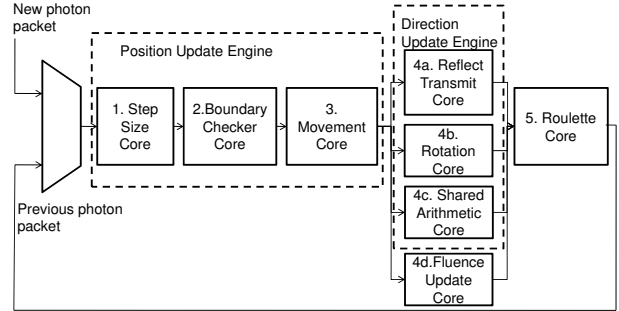 New photon
packet
Position Update Engine
Direction
Update Engine
1. Step
Size
Core
2.Boundary
Checker
Core
3.
Movement
Core
4a. Reflect
Transmit
Core
4b.
Rotation
Core
4c. Shared
Arithmetic
Core
4d.Fluence
Update
Core
5. Roulette
Core
Previous photon
packet